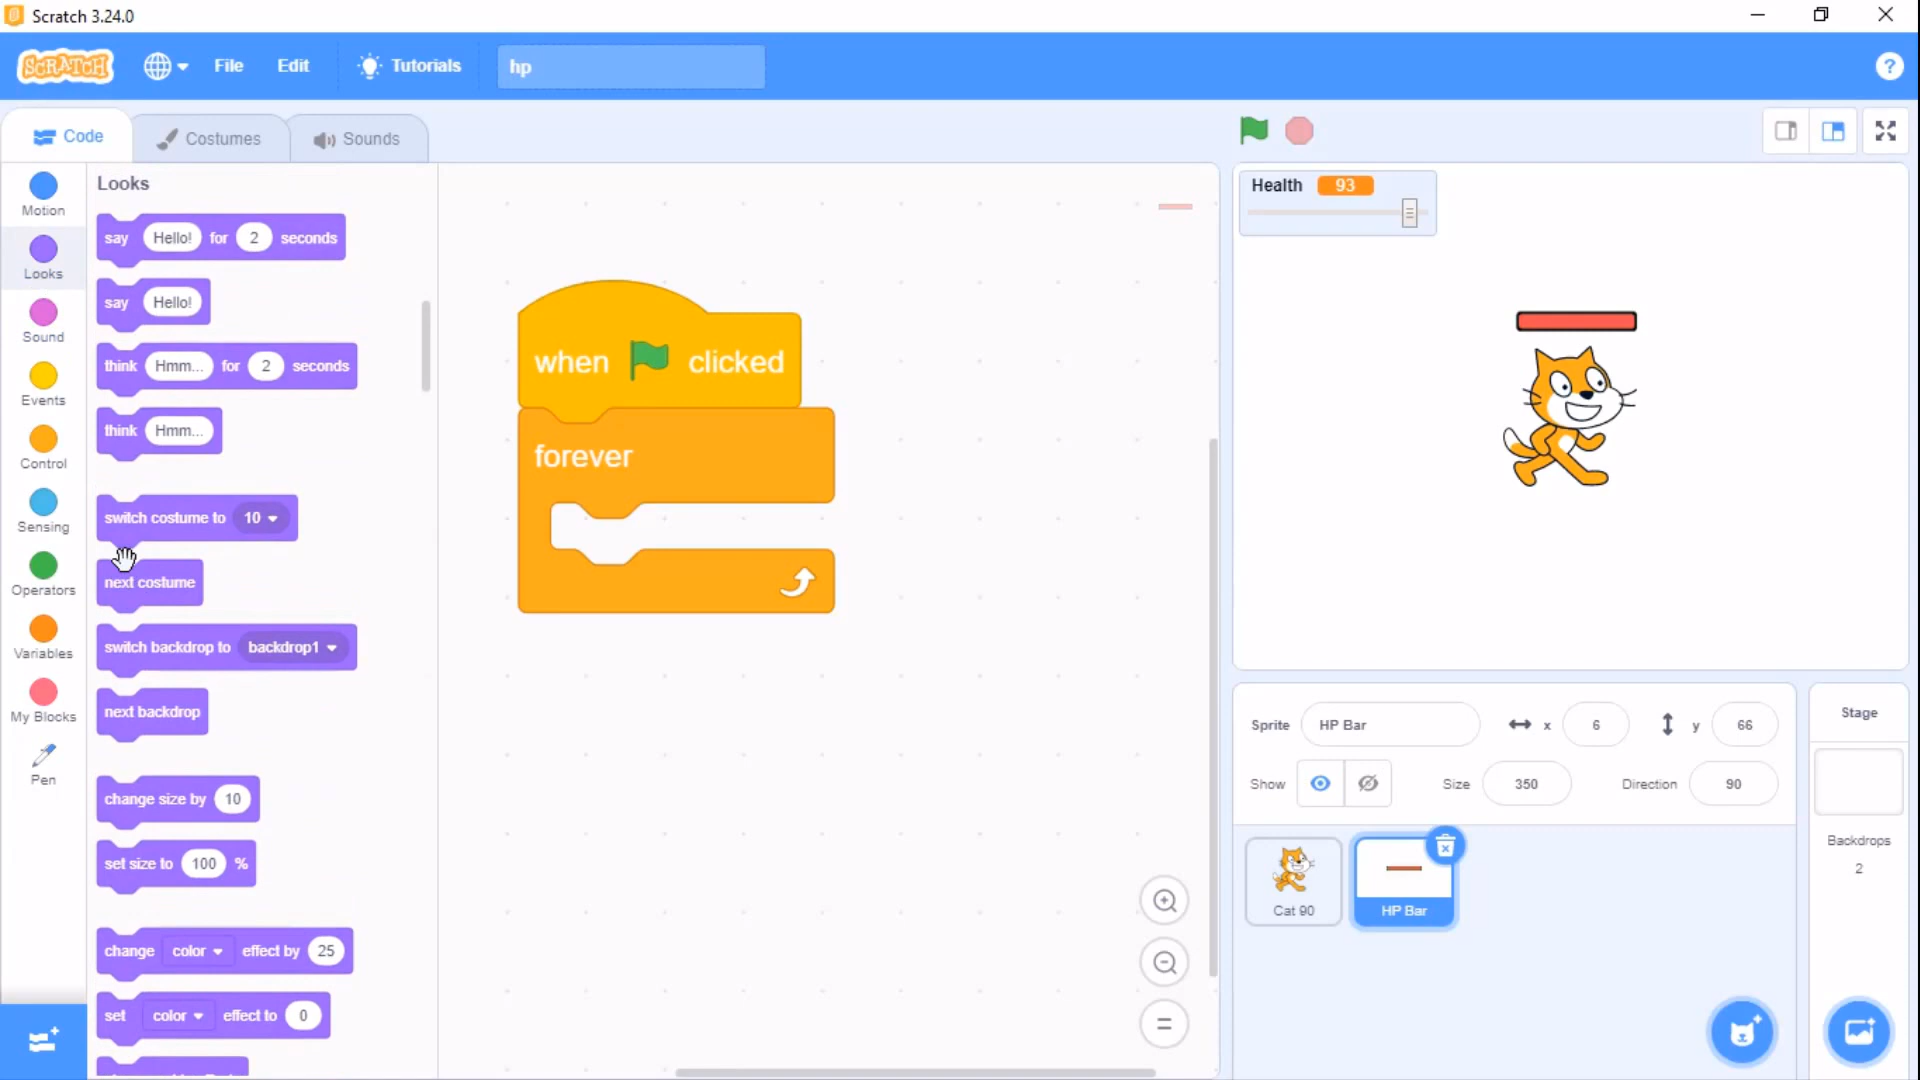 Scratch 3.24.0
SCRATCH
File
Edit
Tutorials
hp
?
Code
Costumes
Sounds
Motion
Looks
Sound
Events
Control
Sensing
Operators
Variables
My Blocks
Pen
Looks
say Hello! for 2 seconds
say Hello!
think Hmm... for 2 seconds
think Hmm...
switch costume to 10
next costume
switch backdrop to backdrop1
next backdrop
change size by 10
set size to 100 %
change color effect by 25
set color effect to 0
when clicked
forever
Health 93
Sprite HP Bar x 6 y 66
Show Size 350 Direction 90
Cat 90
HP Bar
Stage
Backdrops
2